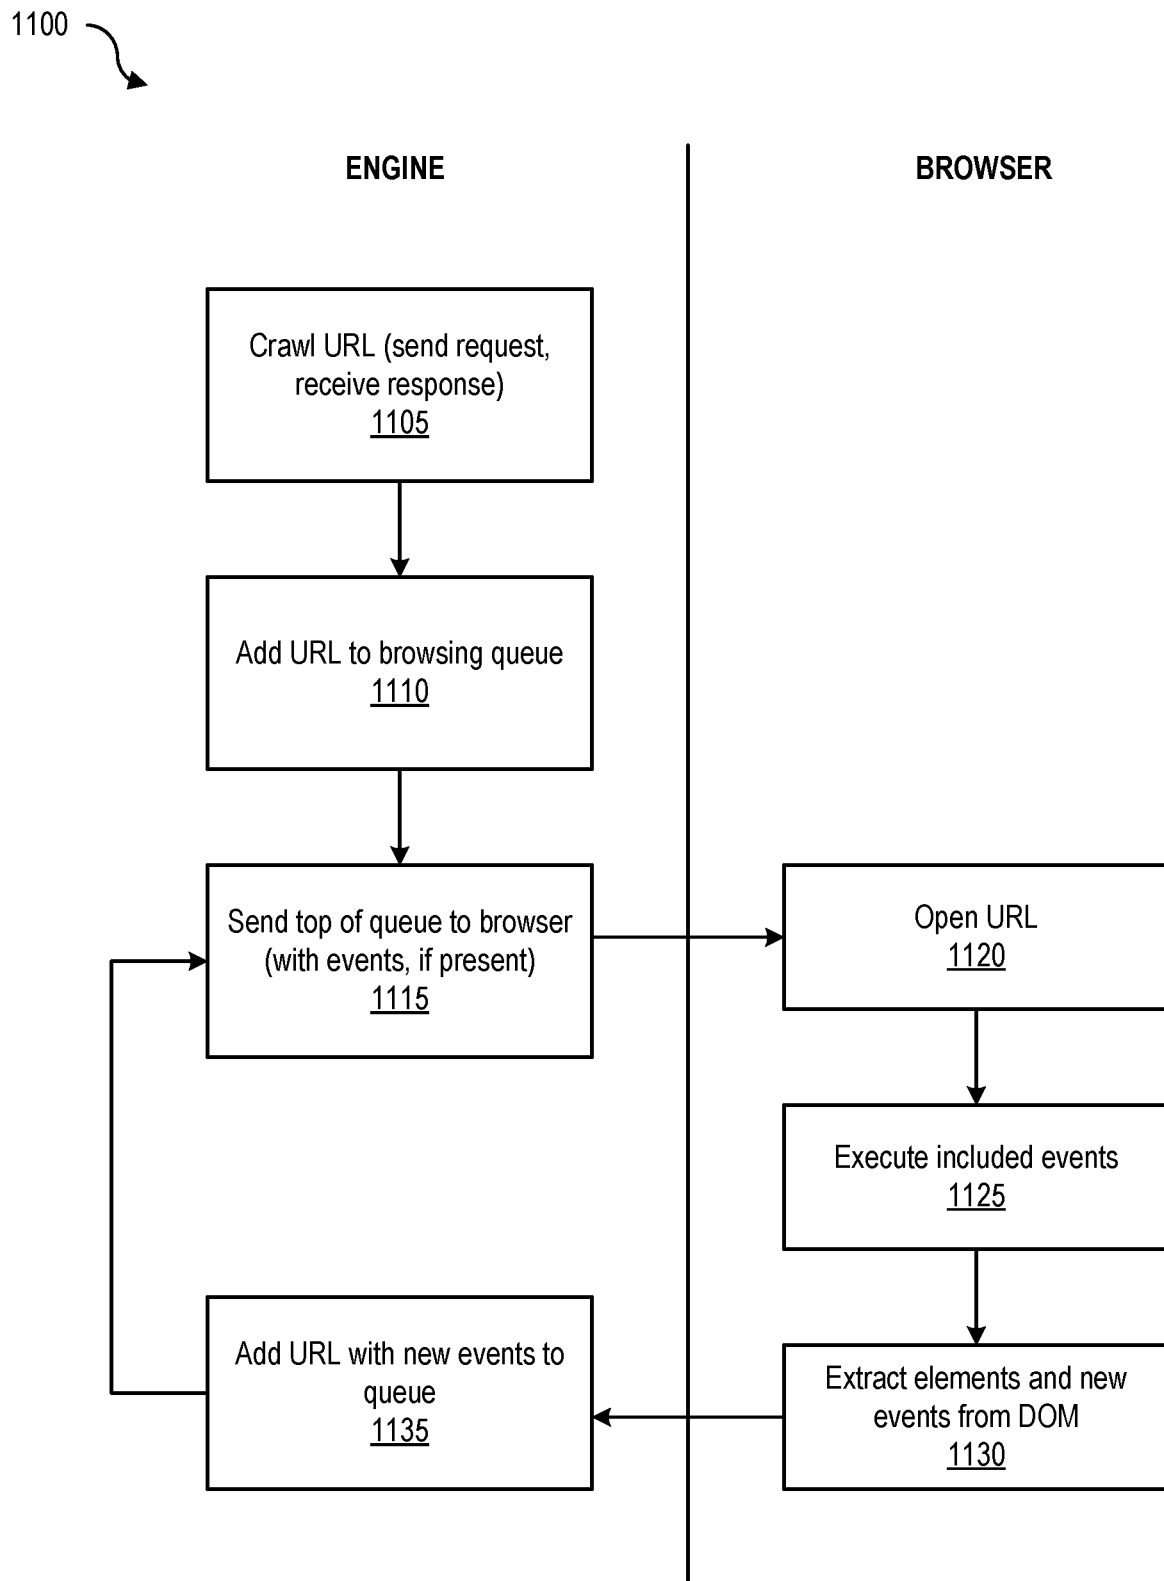 1100
ENGINE
BROWSER
Crawl URL (send request,
receive response)
1105
Add URL to browsing queue
1110
Send top of queue to browser
(with events, if present)
1115
Open URL
1120
Execute included events
1125
Add URL with new events to
queue
1135
Extract elements and new
events from DOM
1130